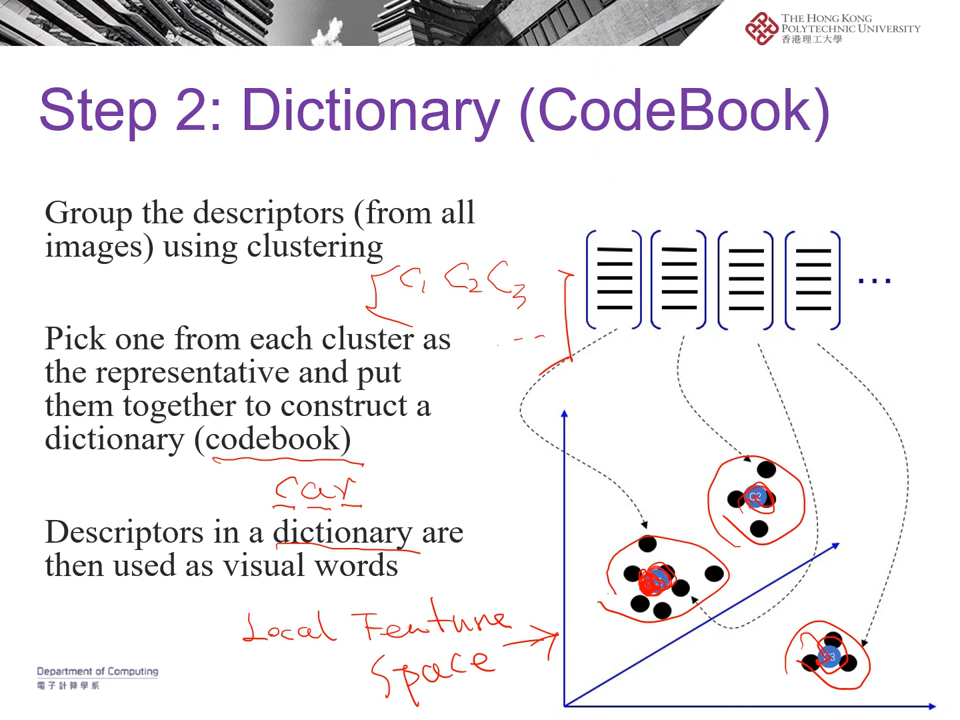 THE HONG KONG
POLYTECHNIC UNIVERSITY
香港理工大學
Step 2: Dictionary (CodeBook)
Group the descriptors (from all
images) using clustering
C1 C2 C3
...
Pick one from each cluster as
the representative and put
them together to construct a
dictionary (codebook)
car
Descriptors in a dictionary are
then used as visual words
Local Feature
Space
C2
Department of Computing
電子計算學系